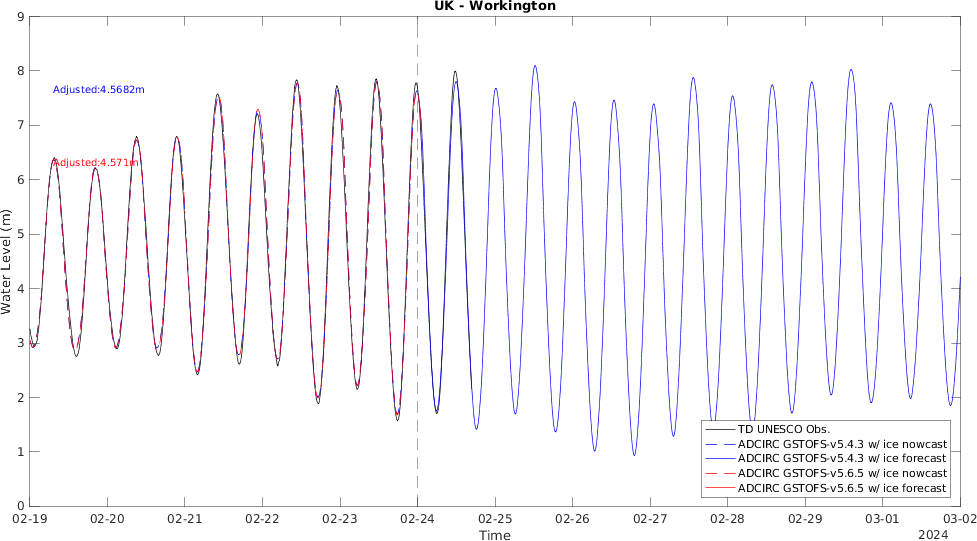 UK - Workington
9
8
7
6
5
4
3
2
1
0
Water Level (m)
Adjusted:4.5682m
Adjusted:4.571m
TD UNESCO Obs.
ADCIRC GSTOFS-v5.4.3 w/ ice nowcast
ADCIRC GSTOFS-v5.4.3 w/ ice forecast
ADCIRC GSTOFS-v5.6.5 w/ ice nowcast
ADCIRC GSTOFS-v5.6.5 w/ ice forecast
02-19 02-20 02-21 02-22 02-23 02-24 02-25 02-26 02-27 02-28 02-29 03-01 03-02
Time
2024